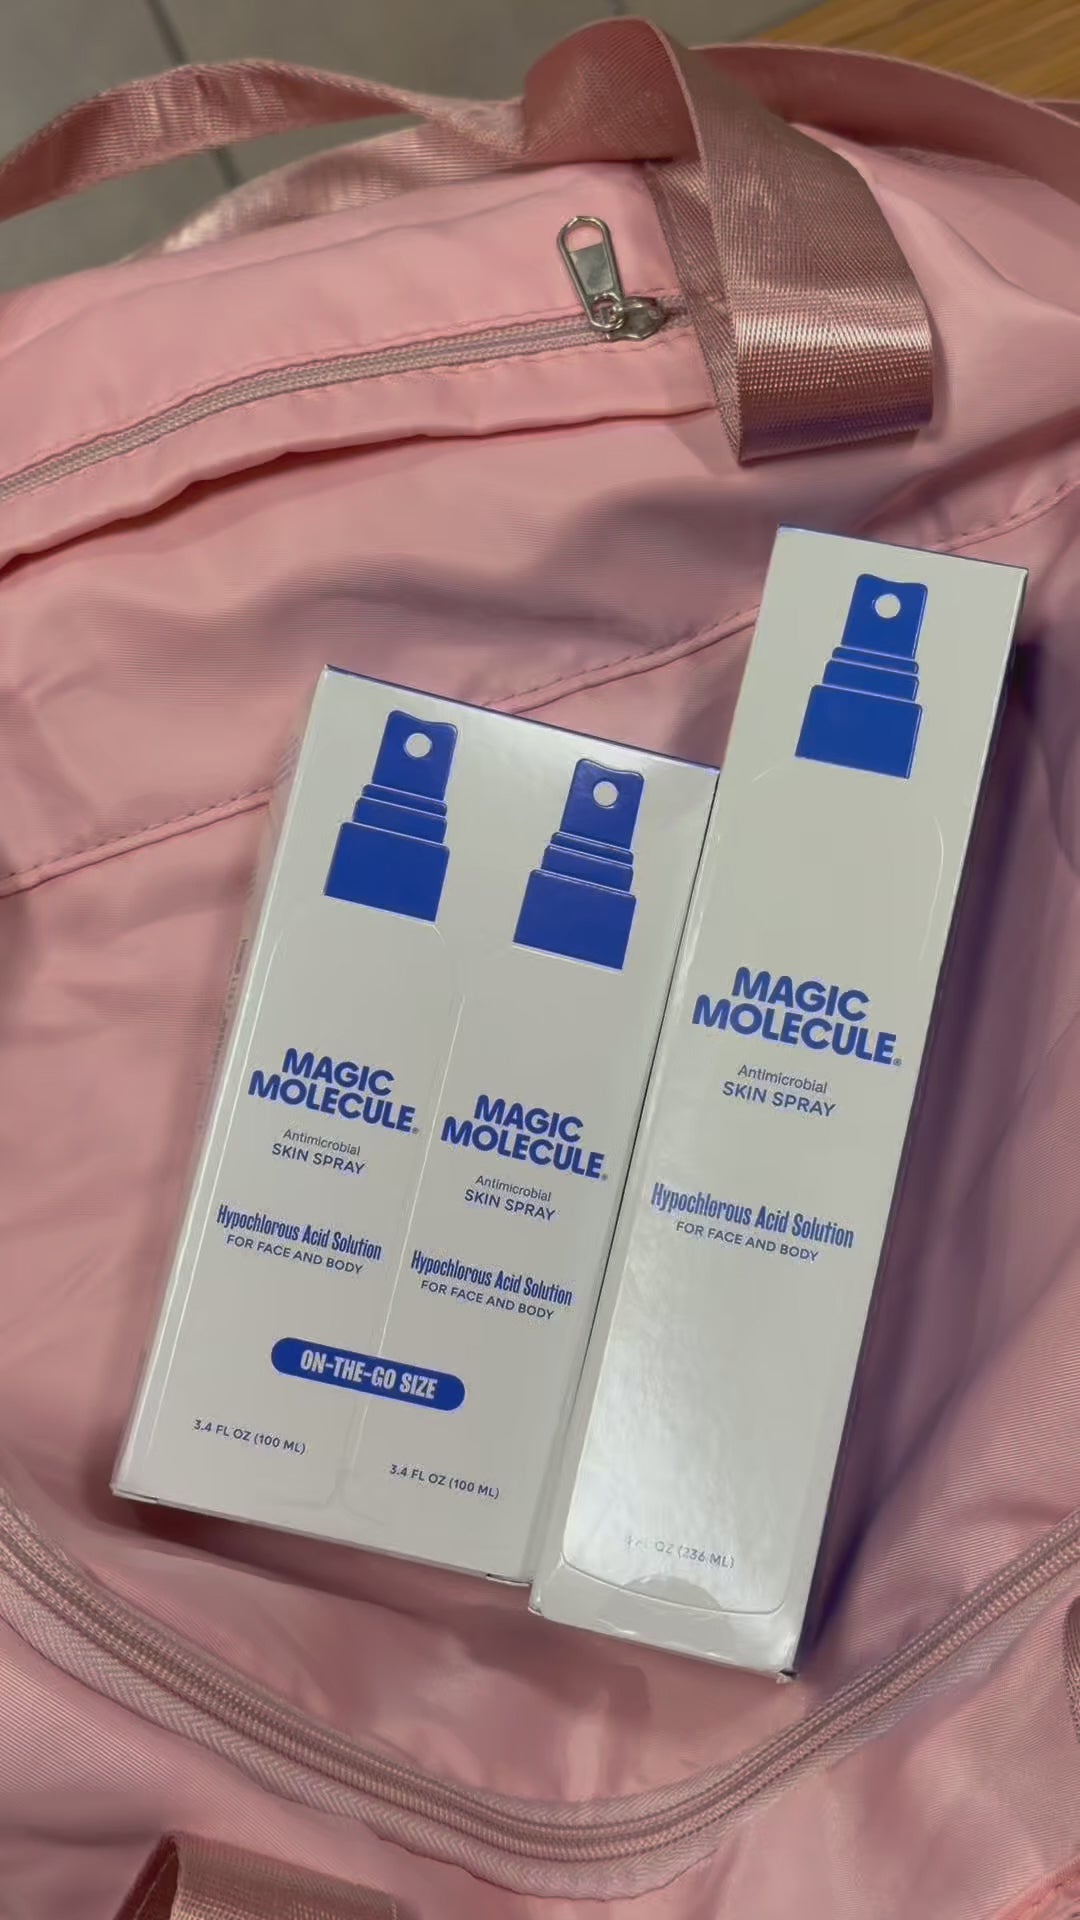 MAGIC
MOLECULE®
Antimicrobial
SKIN SPRAY
Hypochlorous Acid Solution
FOR FACE AND BODY
MAGIC
MOLECULE®
Antimicrobial
SKIN SPRAY
Hypochlorous Acid Solution
FOR FACE AND BODY
ON-THE-GO SIZE
3.4 FL OZ (100 ML)
3.4 FL OZ (100 ML)
MAGIC
MOLECULE®
Antimicrobial
SKIN SPRAY
Hypochlorous Acid Solution
FOR FACE AND BODY
OZ (236 ML)